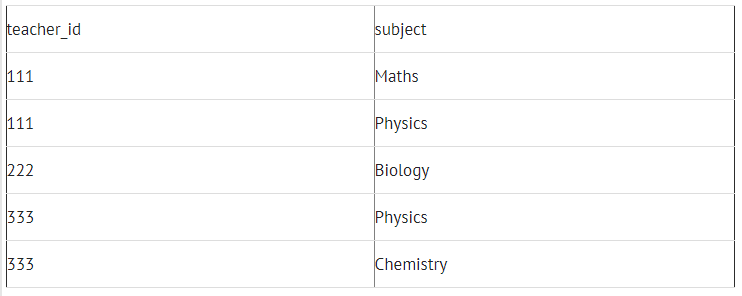 teacher_id subject
111 Maths
111 Physics
222 Biology
333 Physics
333 Chemistry